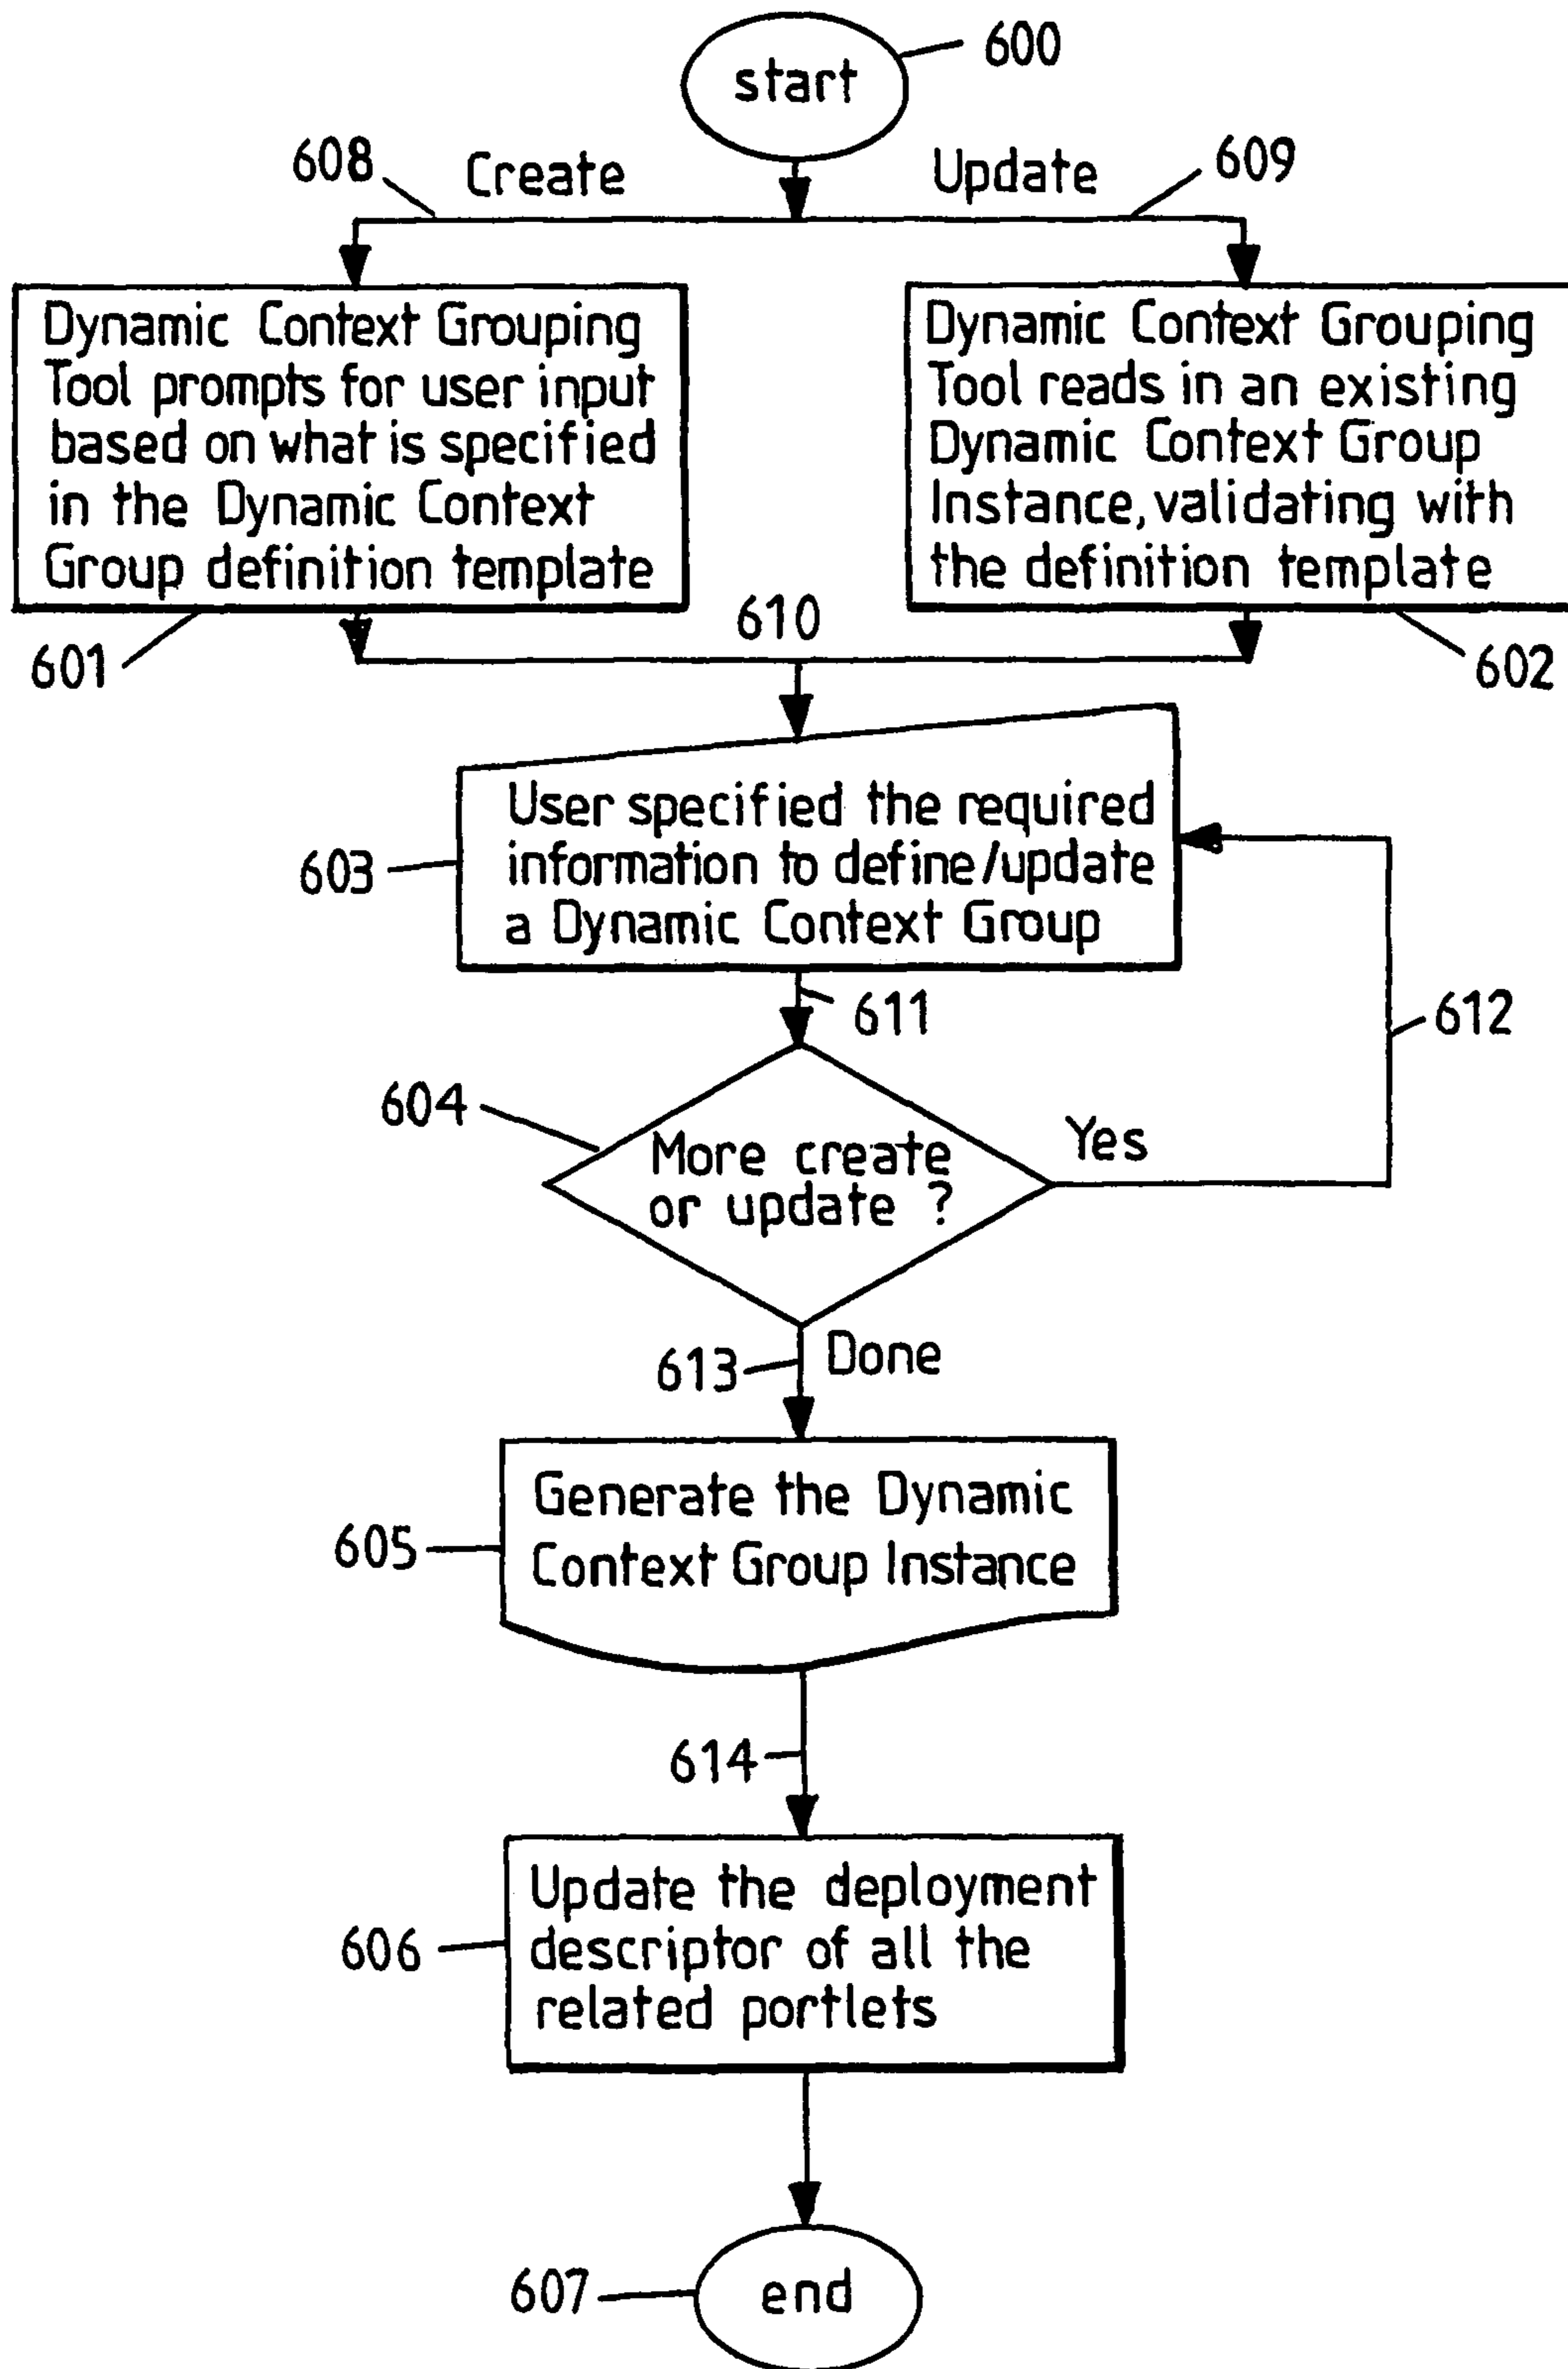 start
600
608
Create
Update
609
Dynamic Context Grouping
Tool prompts for user input
based on what is specified
in the Dynamic Context
Group definition template
Dynamic Context Grouping
Tool reads in an existing
Dynamic Context Group
Instance, validating with
the definition template
601
610
602
User specified the required
information to define/update
a Dynamic Context Group
603
611
612
604
More create
or update ?
Yes
613
Done
Generate the Dynamic
Context Group Instance
605
614
Update the deployment
descriptor of all the
related portlets
606
607
end